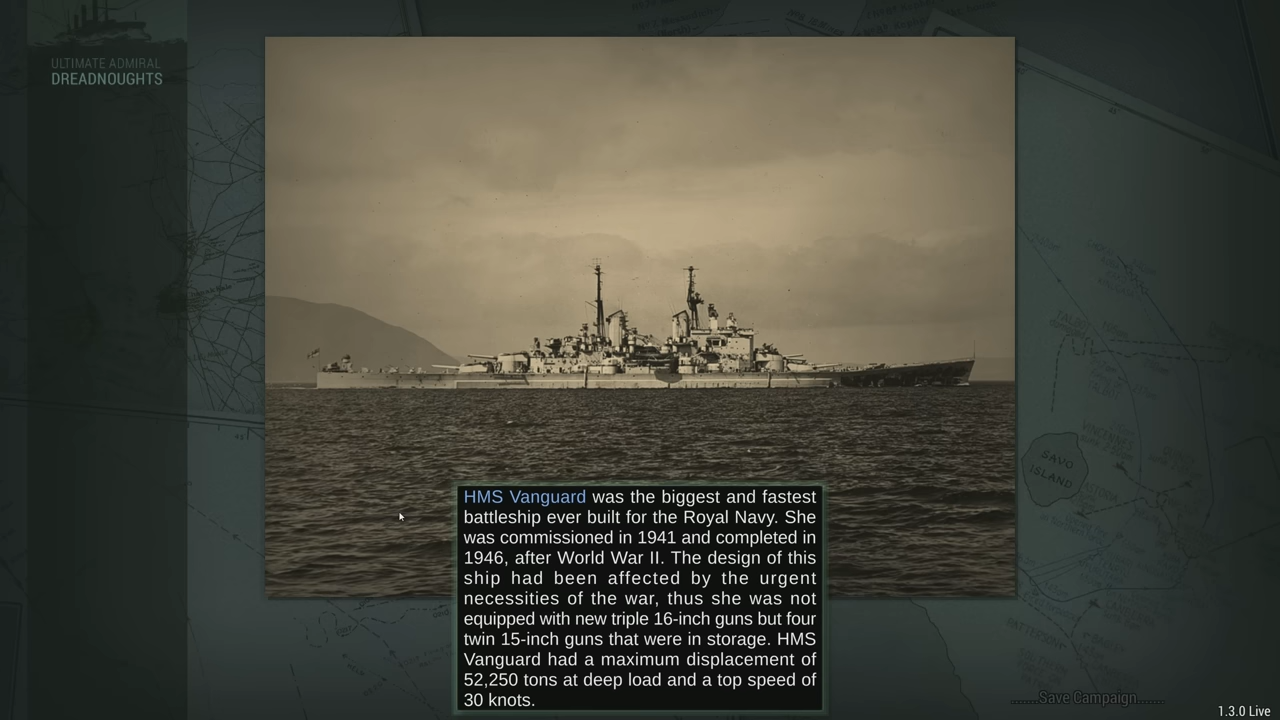 ULTIMATE ADMIRAL
DREADNOUGHTS
SAVO
ISLAND
HMS Vanguard was the biggest and fastest
battleship ever built for the Royal Navy. She
was commissioned in 1941 and completed in
1946, after World War II. The design of this
ship had been affected by the urgent
necessities of the war, thus she was not
equipped with new triple 16-inch guns but four
twin 15-inch guns that were in storage. HMS
Vanguard had a maximum displacement of
52,250 tons at deep load and a top speed of
30 knots.
Save Campaign
1.3.0 Live